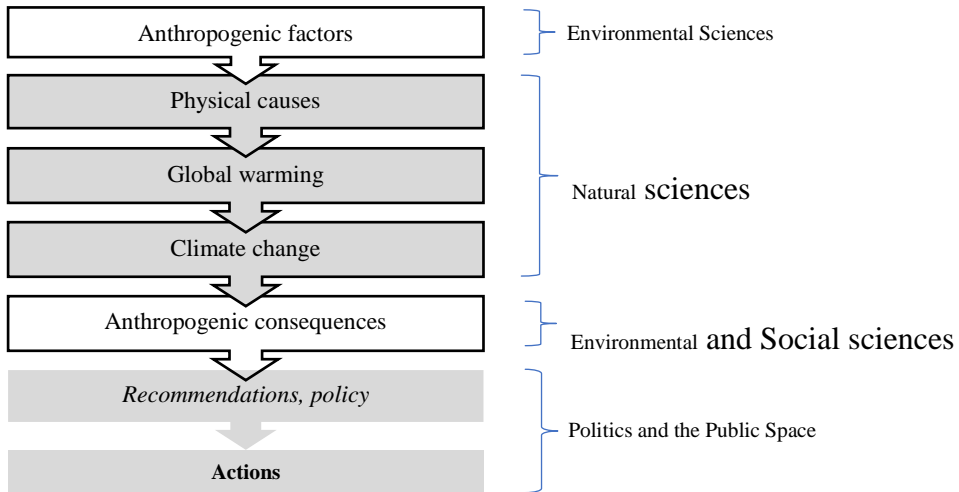 Anthropogenic factors
Environmental Sciences
Physical causes
Global warming
Natural sciences
Climate change
Anthropogenic consequences
Environmental and Social sciences
Recommendations, policy
Politics and the Public Space
Actions